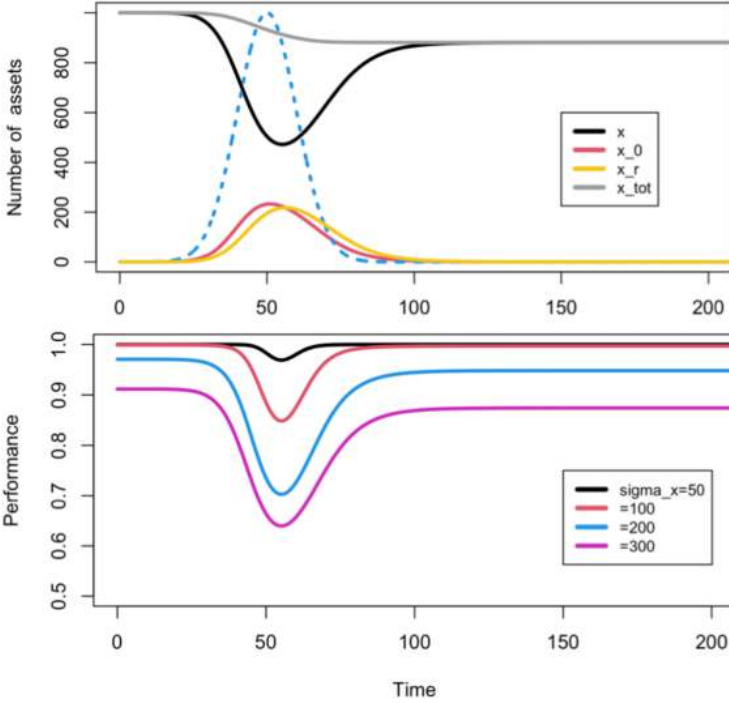 Number of assets
800
600
400
200
0
x
x_0
x_r
x_tot
0 50 100 150 200
Performance
1.0
0.9
0.8
0.7
0.6
0.5
sigma_x=50
=100
=200
=300
0 50 100 150 200
Time